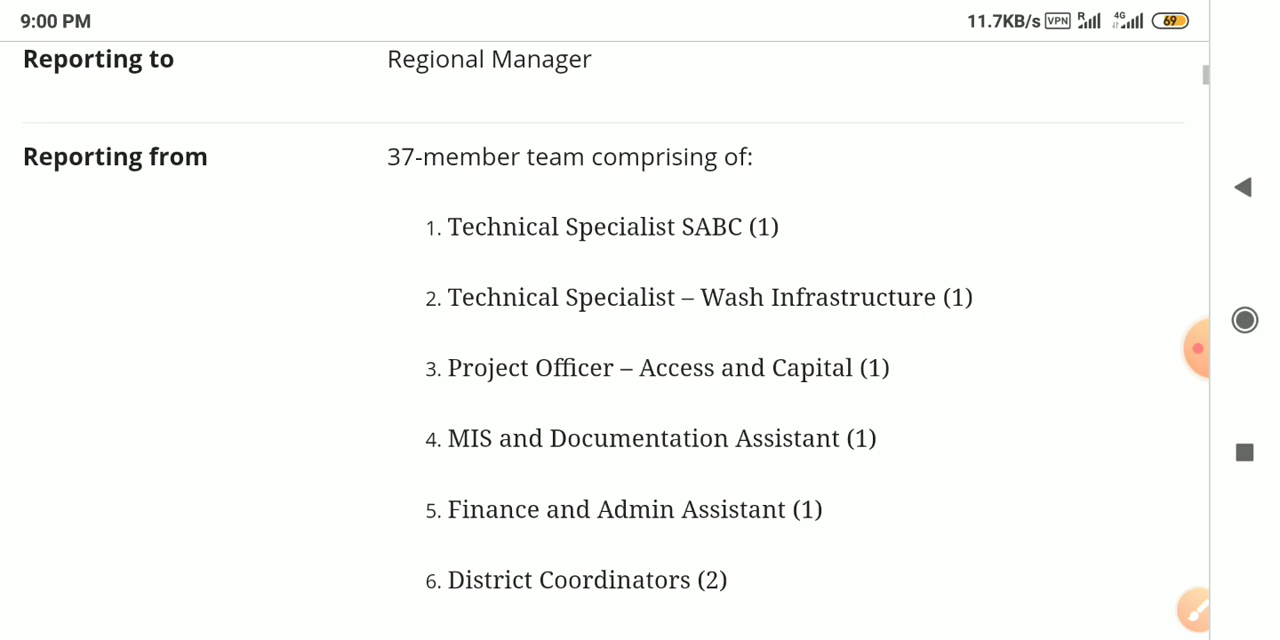 9:00 PM 11.7KB/s VPN R 4G 69
Reporting to Regional Manager
Reporting from 37-member team comprising of:
1. Technical Specialist SABC (1)
2. Technical Specialist – Wash Infrastructure (1)
3. Project Officer – Access and Capital (1)
4. MIS and Documentation Assistant (1)
5. Finance and Admin Assistant (1)
6. District Coordinators (2)